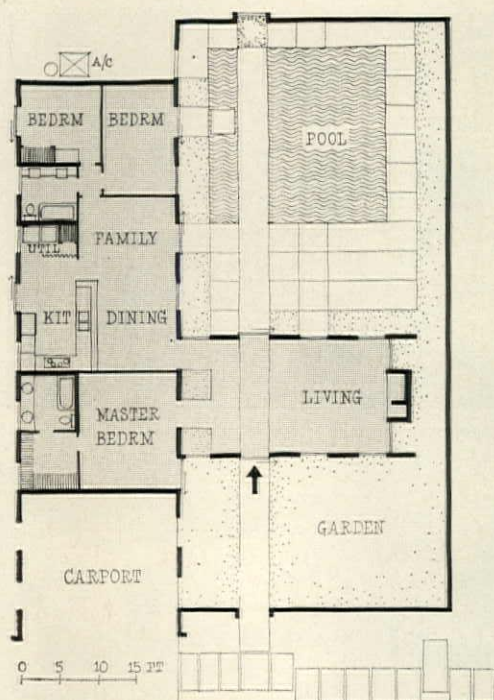 A/C
BEDRM
BEDRM
POOL
UTIL
FAMILY
KIT
DINING
LIVING
MASTER
BEDRM
GARDEN
CARPORT
0 5 10 15 FT